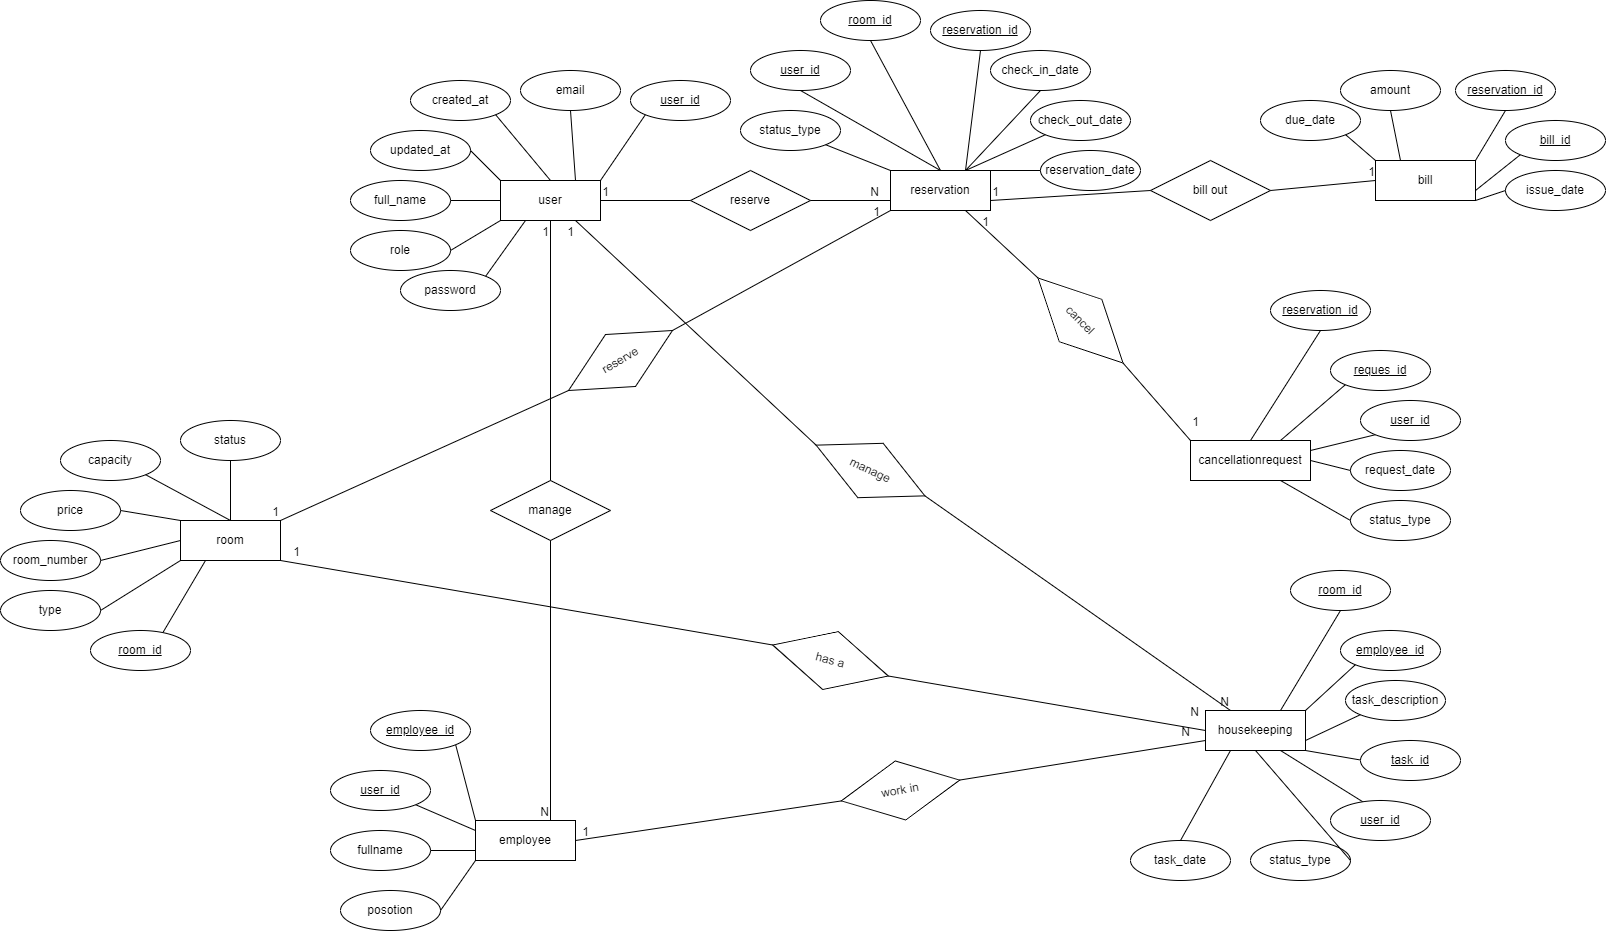 room_id
reservation_id
user_id
check_in_date
created_at
email
user_id
amount
reservation_id
status_type
check_out_date
due_date
bill_id
updated_at
reservation_date
full_name
user
1
reserve
N
reservation
1
bill out
1
bill
issue_date
1
1
1
1
role
password
reservation_id
cancel
reserve
reques_id
1
user_id
status
capacity
manage
cancellationrequest
request_date
price
1
manage
status_type
room
1
room_number
type
room_id
has a
room_id
employee_id
task_description
N
N
N
housekeeping
employee_id
task_id
user_id
work in
user_id
N
1
employee
fullname
task_date
status_type
posotion